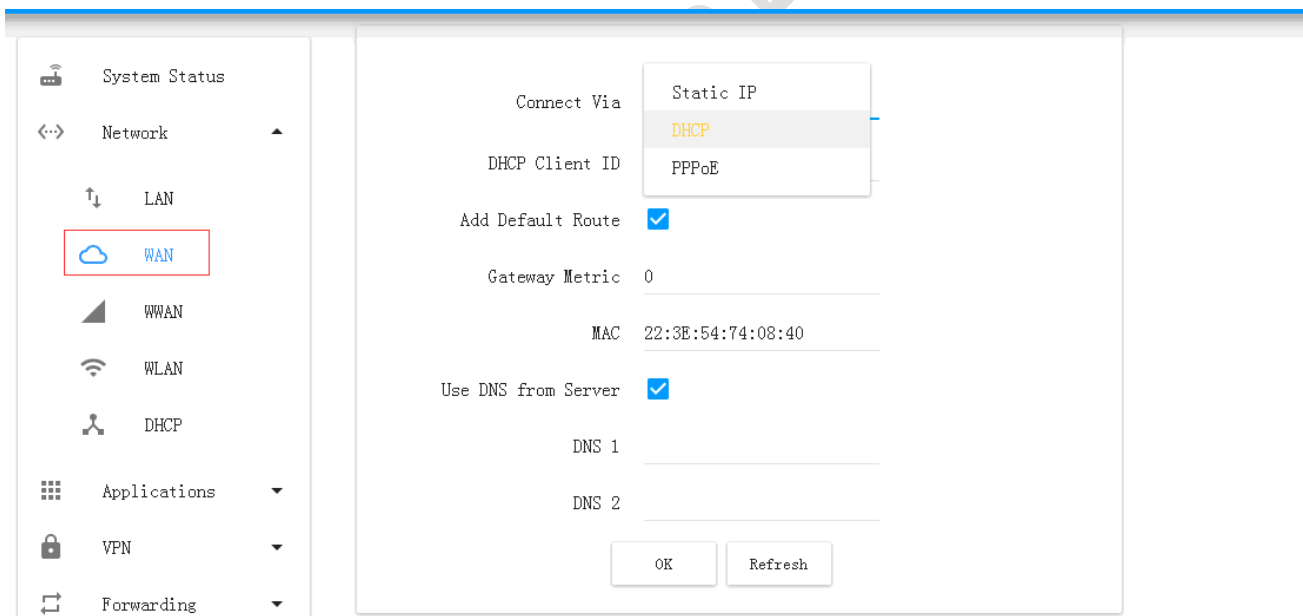 System Status
Network
LAN
WAN
WWAN
WLAN
DHCP
Applications
VPN
Forwarding
Connect Via
Static IP
DHCP
PPPoE
DHCP Client ID
Add Default Route
Gateway Metric 0
MAC 22:3E:54:74:08:40
Use DNS from Server
DNS 1
DNS 2
OK Refresh